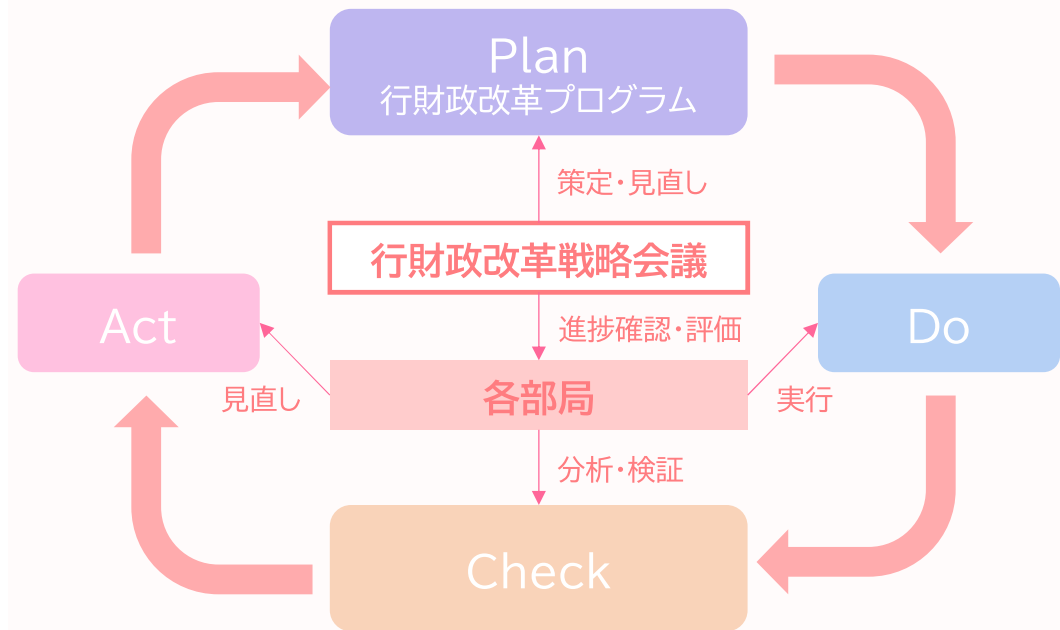 Plan
行財政改革プログラム
策定・見直し
行財政改革戦略会議
Act
進捗確認・評価
Do
見直し
各部局
実行
分析・検証
Check